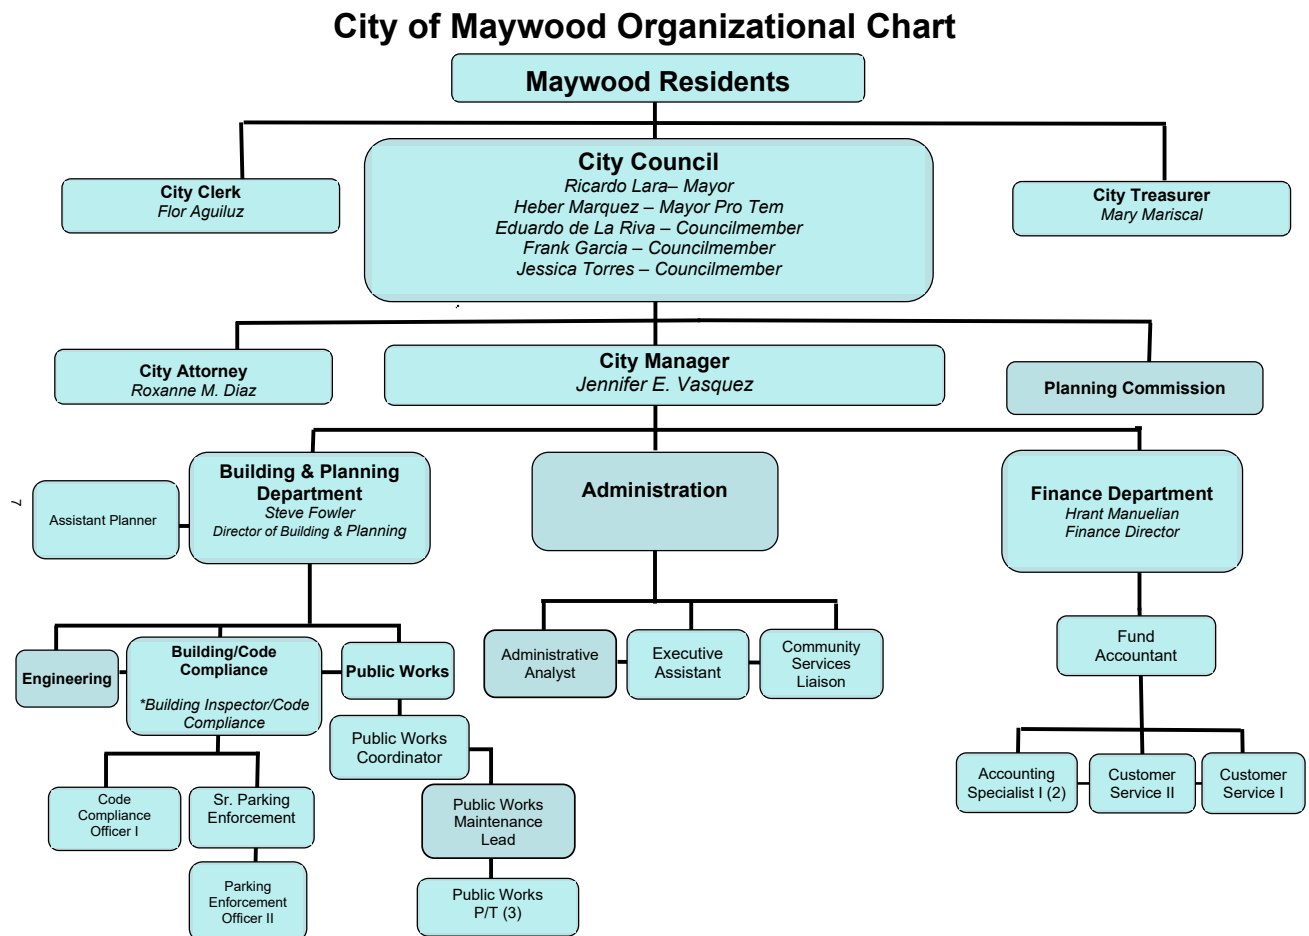 City of Maywood Organizational Chart
Maywood Residents
City Clerk
Flor Aguiluz
City Council
Ricardo Lara– Mayor
Heber Marquez – Mayor Pro Tem
Eduardo de La Riva – Councilmember
Frank Garcia – Councilmember
Jessica Torres – Councilmember
City Treasurer
Mary Mariscal
City Attorney
Roxanne M. Diaz
City Manager
Jennifer E. Vasquez
Planning Commission
7
Assistant Planner
Building & Planning
Department
Steve Fowler
Director of Building & Planning
Administration
Finance Department
Hrant Manuelian
Finance Director
Engineering
Building/Code
Compliance
*Building Inspector/Code
Compliance
Public Works
Administrative
Analyst
Executive
Assistant
Community
Services
Liaison
Fund
Accountant
Public Works
Coordinator
Code
Compliance
Officer I
Sr. Parking
Enforcement
Public Works
Maintenance
Lead
Accounting
Specialist I (2)
Customer
Service II
Customer
Service I
Parking
Enforcement
Officer II
Public Works
P/T (3)